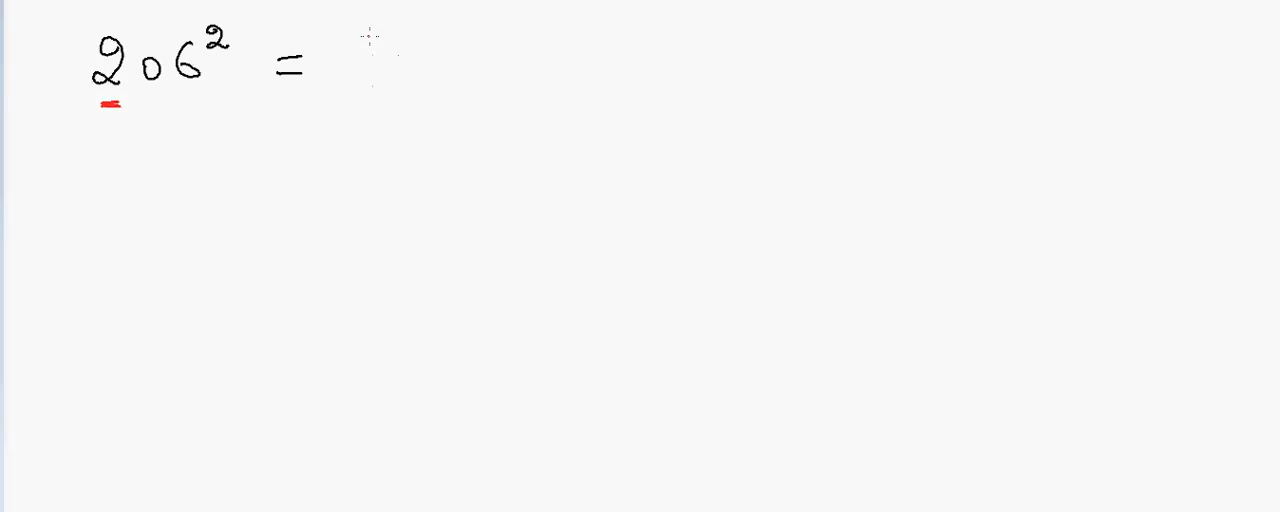 206² =